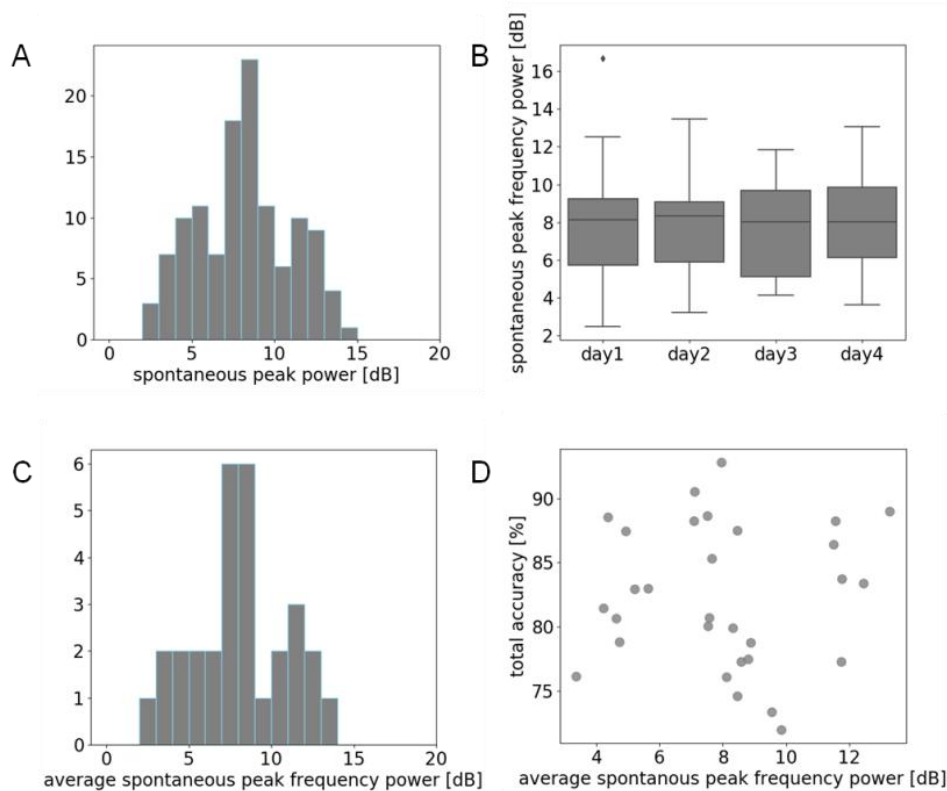 A
20
15
10
5
0
0 5 10 15 20
spontaneous peak power [dB]
B
spontaneous peak frequency power [dB]
16
14
12
10
8
6
4
2
day1 day2 day3 day4
C
6
5
4
3
2
1
0
0 5 10 15 20
average spontaneous peak frequency power [dB]
D
total accuracy [%]
90
85
80
75
4 6 8 10 12
average spontanous peak frequency power [dB]